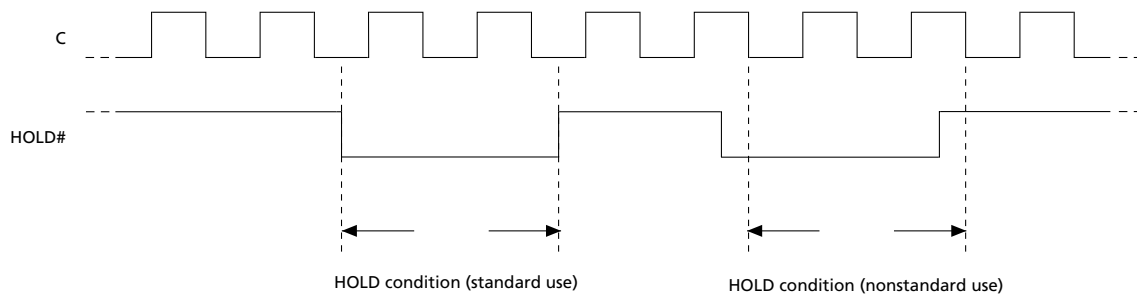 C
HOLD#
HOLD condition (standard use)
HOLD condition (nonstandard use)